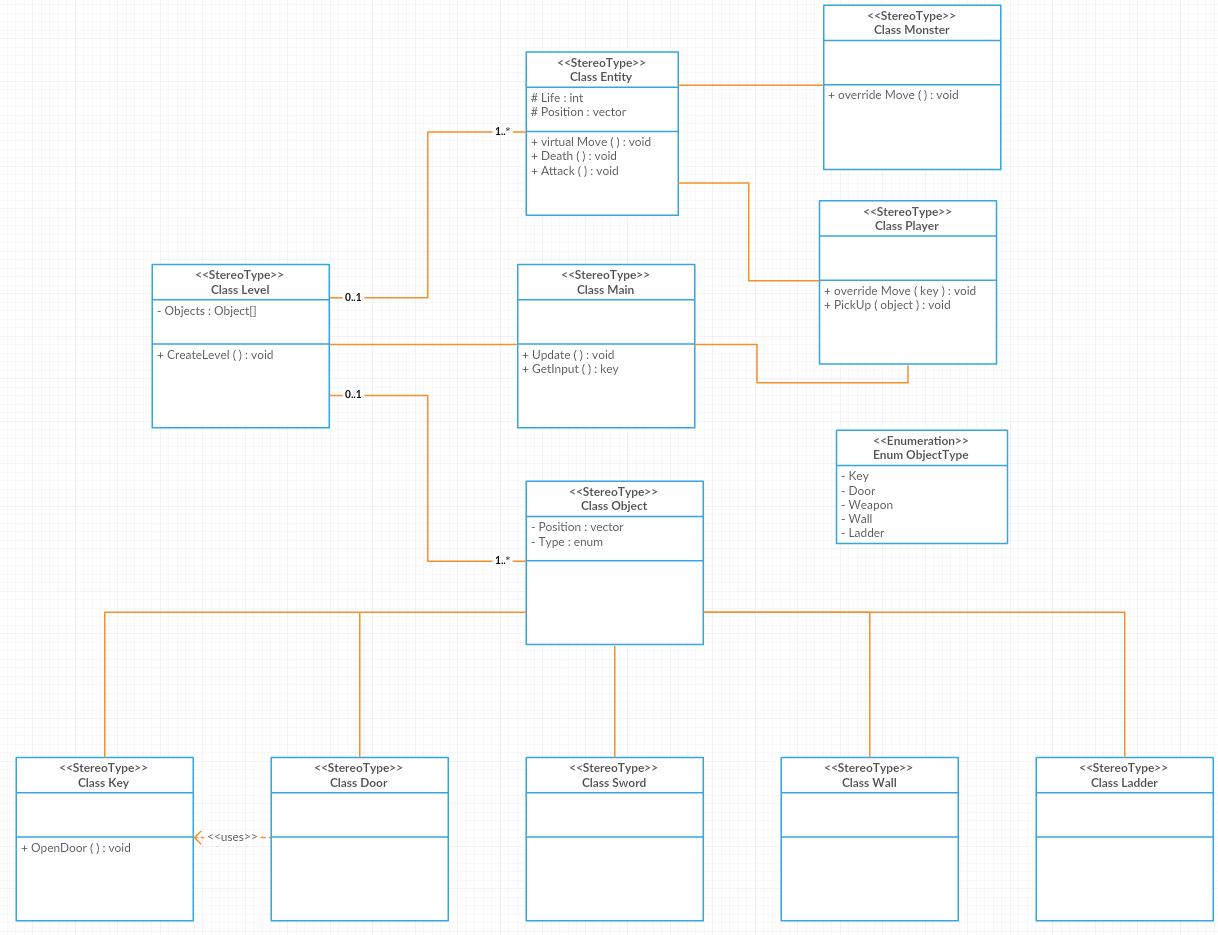 <<StereoType>>
Class Monster
+ override Move ( ) : void
<<StereoType>>
Class Entity
# Life : int
# Position : vector
+ virtual Move ( ) : void
+ Death ( ) : void
+ Attack ( ) : void
1..*
<<StereoType>>
Class Player
+ override Move ( key ) : void
+ PickUp ( object ) : void
<<StereoType>>
Class Level
- Objects : Object[]
+ CreateLevel ( ) : void
0..1
0..1
<<StereoType>>
Class Main
+ Update ( ) : void
+ GetInput ( ) : key
<<Enumeration>>
Enum ObjectType
- Key
- Door
- Weapon
- Wall
- Ladder
<<StereoType>>
Class Object
- Position : vector
- Type : enum
1..*
<<StereoType>>
Class Key
+ OpenDoor ( ) : void
<<uses>>
<<StereoType>>
Class Door
<<StereoType>>
Class Sword
<<StereoType>>
Class Wall
<<StereoType>>
Class Ladder